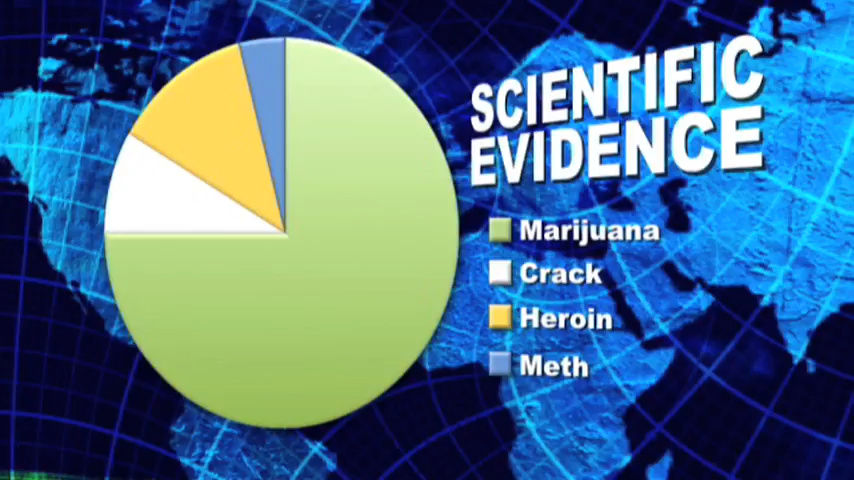 SCIENTIFIC
EVIDENCE
Marijuana
Crack
Heroin
Meth